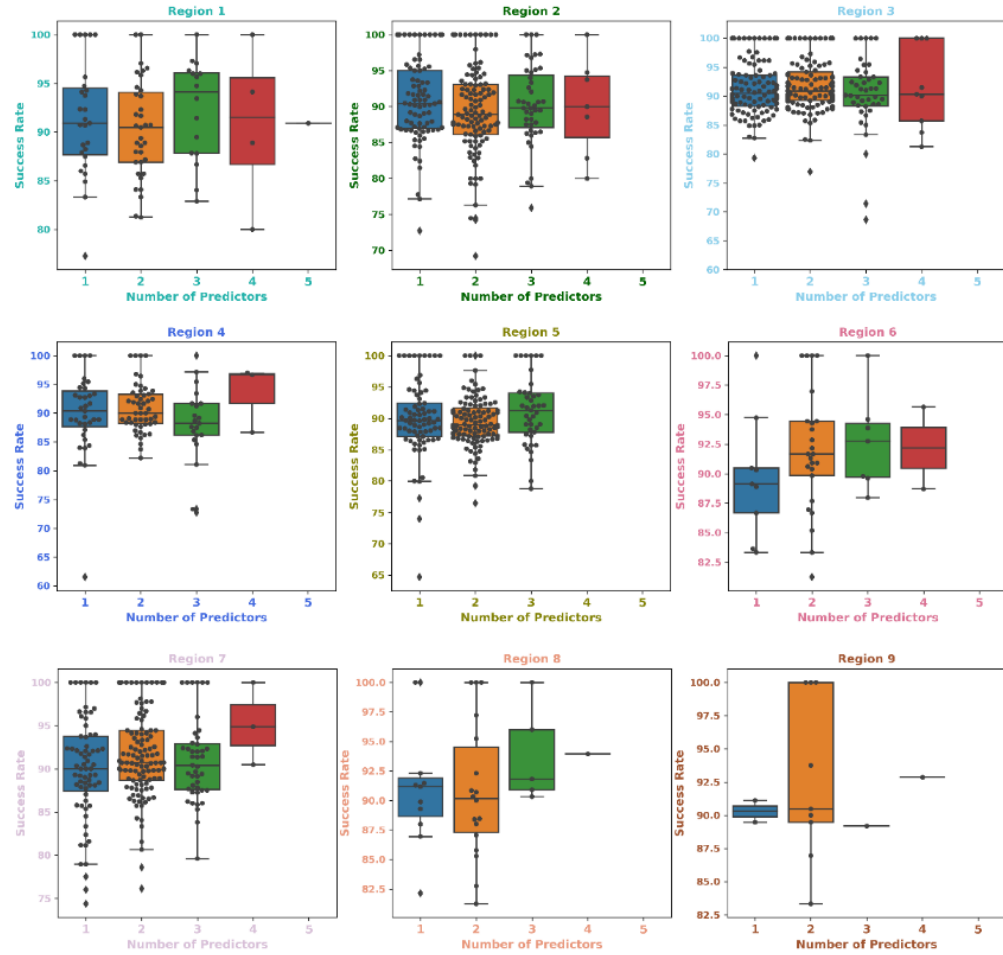 Region 1
100
95
90
85
80
Success Rate
1 2 3 4 5
Number of Predictors
Region 2
100
95
90
85
80
75
70
Success Rate
1 2 3 4 5
Number of Predictors
Region 3
100
95
90
85
80
75
70
65
60
Success Rate
1 2 3 4 5
Number of Predictors
Region 4
100
95
90
85
80
75
70
65
60
Success Rate
1 2 3 4 5
Number of Predictors
Region 5
100
95
90
85
80
75
70
65
Success Rate
1 2 3 4 5
Number of Predictors
Region 6
100.0
97.5
95.0
92.5
90.0
87.5
85.0
82.5
Success Rate
1 2 3 4 5
Number of Predictors
Region 7
100
95
90
85
80
75
Success Rate
1 2 3 4 5
Number of Predictors
Region 8
100.0
97.5
95.0
92.5
90.0
87.5
85.0
82.5
Success Rate
1 2 3 4 5
Number of Predictors
Region 9
100.0
97.5
95.0
92.5
90.0
87.5
85.0
82.5
Success Rate
1 2 3 4 5
Number of Predictors